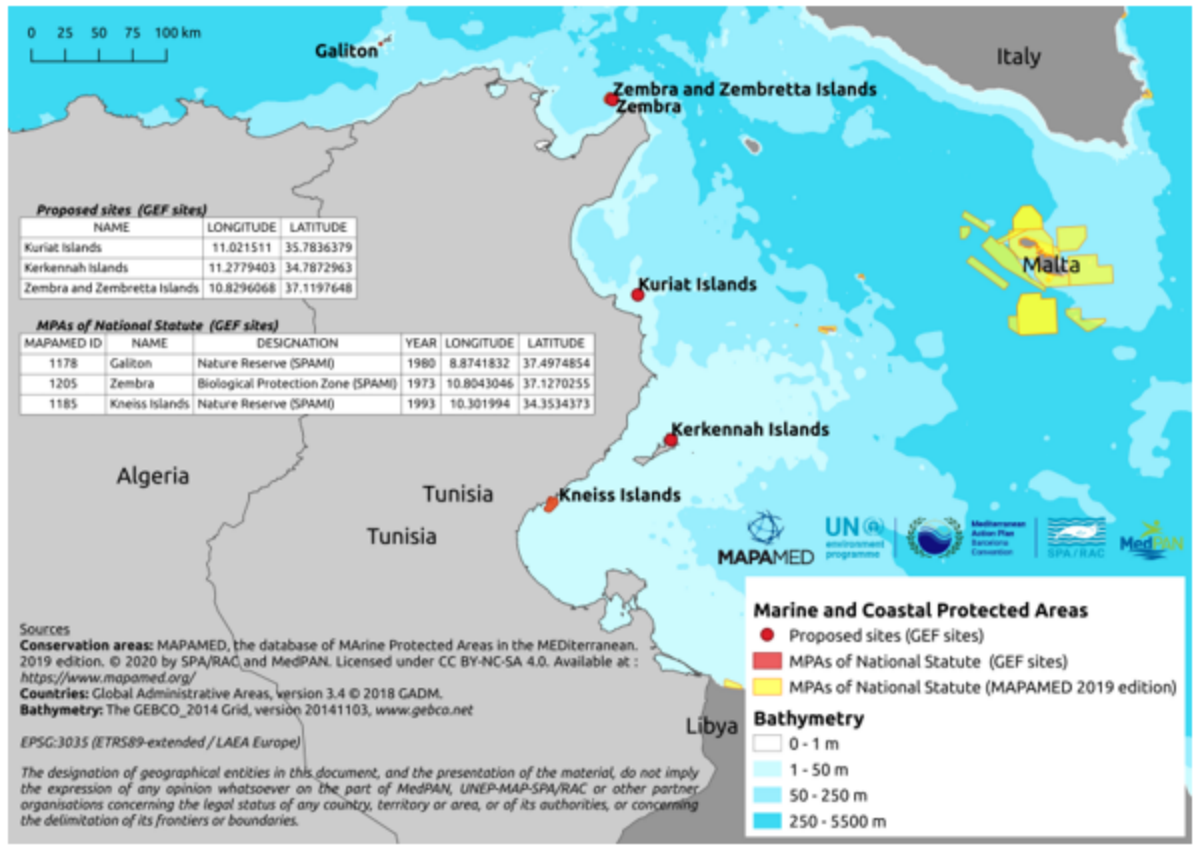 0 25 50 75 100 km
Galiton
Italy
Zembra and Zembretta Islands
Zembra
Proposed sites (GEF sites)
NAME LONGITUDE LATITUDE
Kuriat Islands 11.021511 35.7836379
Kerkennah Islands 11.2779403 34.7872963
Zembra and Zembretta Islands 10.8296068 37.1197648
MPAs of National Statute (GEF sites)
MAPAMED ID NAME DESIGNATION YEAR LONGITUDE LATITUDE
1178 Galiton Nature Reserve (SPAMI) 1980 8.8741832 37.4974854
1205 Zembra Biological Protection Zone (SPAMI) 1973 10.8043046 37.1270255
1185 Kneiss Islands Nature Reserve (SPAMI) 1993 10.301994 34.3534373
Malta
Kuriat Islands
Kerkennah Islands
Algeria
Tunisia
Kneiss Islands
Tunisia
MAPAMED
UN
environment
programme
Mediterranean
Action Plan
Barcelona
Convention
SPA/RAC
MedPAN
Libya
Sources
Conservation areas: MAPAMED, the database of MArine Protected Areas in the MEDiterranean.
2019 edition. © 2020 by SPA/RAC and MedPAN. Licensed under CC BY-NC-SA 4.0. Available at :
https://www.mapamed.org/
Countries: Global Administrative Areas, version 3.4 © 2018 GADM.
Bathymetry: The GEBCO_2014 Grid, version 20141103, www.gebco.net
EPSG:3035 (ETRS89-extended / LAEA Europe)
The designation of geographical entities in this document, and the presentation of the material, do not imply
the expression of any opinion whatsoever on the part of MedPAN, UNEP-MAP-SPA/RAC or other partner
organisations concerning the legal status of any country, territory or area, or of its authorities, or concerning
the delimitation of its frontiers or boundaries.
Marine and Coastal Protected Areas
Proposed sites (GEF sites)
MPAs of National Statute (GEF sites)
MPAs of National Statute (MAPAMED 2019 edition)
Bathymetry
0 - 1 m
1 - 50 m
50 - 250 m
250 - 5500 m